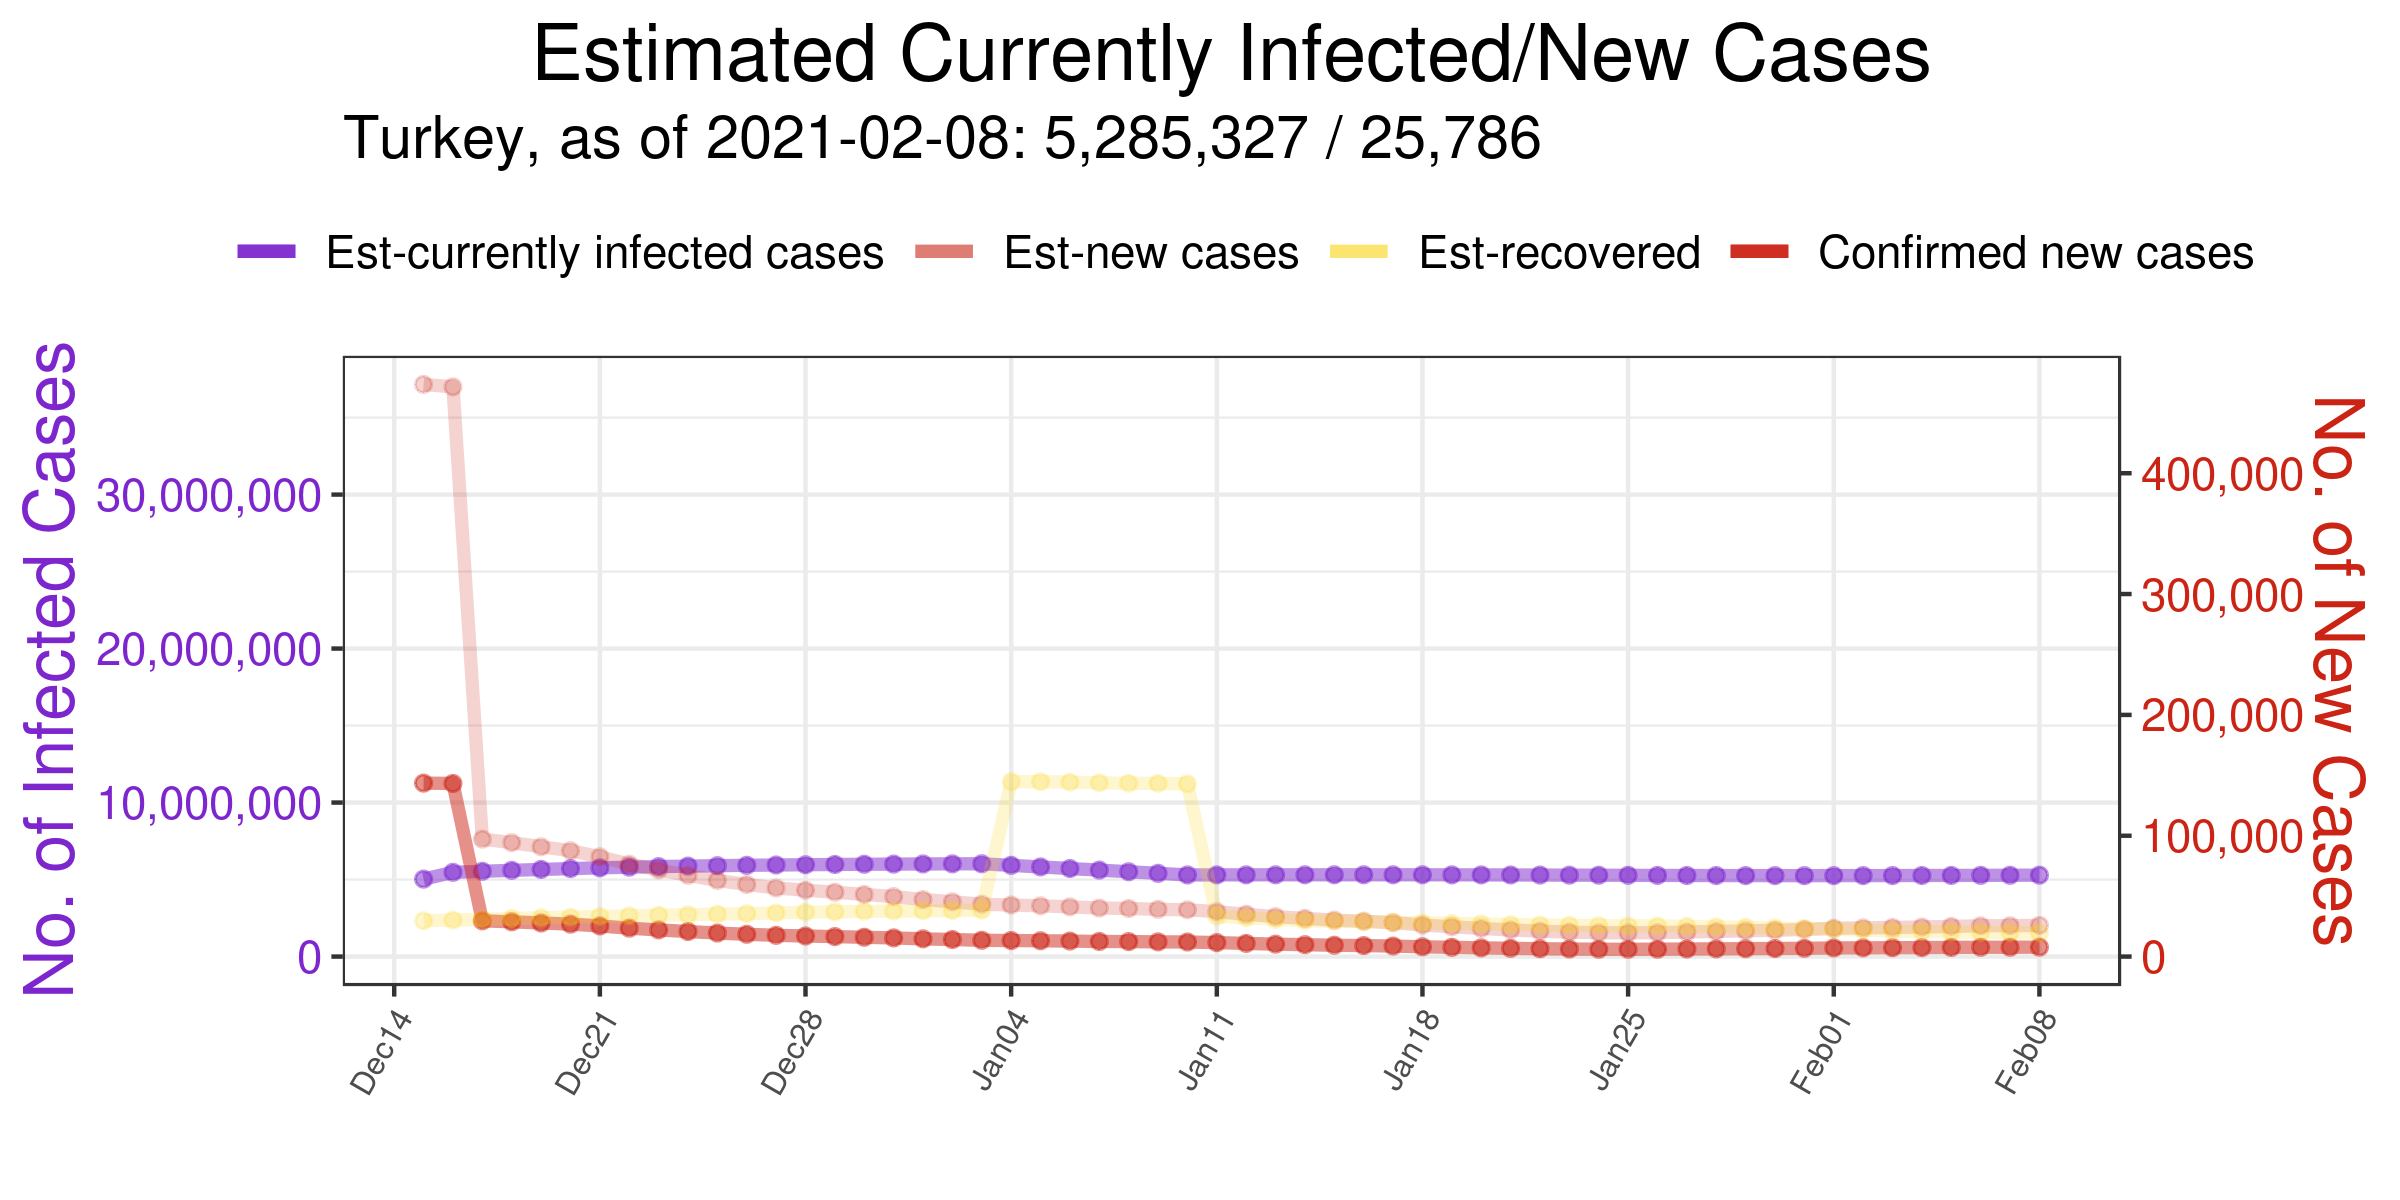 Estimated Currently Infected/New Cases
Turkey, as of 2021-02-08: 5,285,327 / 25,786
Est-currently infected cases Est-new cases Est-recovered Confirmed new cases
No. of Infected Cases
30,000,000
20,000,000
10,000,000
0
400,000
300,000
200,000
100,000
0
No. of New Cases
Dec14 Dec21 Dec28 Jan04 Jan11 Jan18 Jan25 Feb01 Feb08